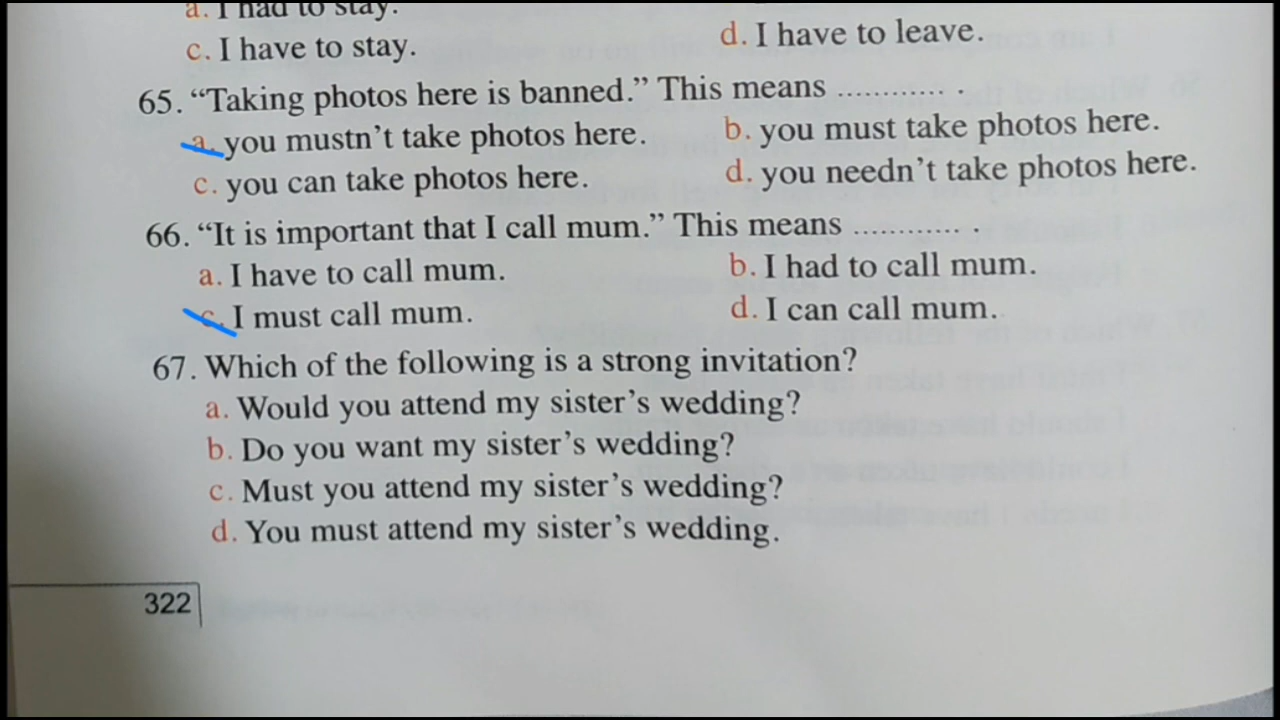 a. I had to stay.
c. I have to stay. d. I have to leave.
65. “Taking photos here is banned.” This means ........... .
a. you mustn’t take photos here. b. you must take photos here.
c. you can take photos here. d. you needn’t take photos here.
66. “It is important that I call mum.” This means ........... .
a. I have to call mum. b. I had to call mum.
c. I must call mum. d. I can call mum.
67. Which of the following is a strong invitation?
a. Would you attend my sister’s wedding?
b. Do you want my sister’s wedding?
c. Must you attend my sister’s wedding?
d. You must attend my sister’s wedding.
322